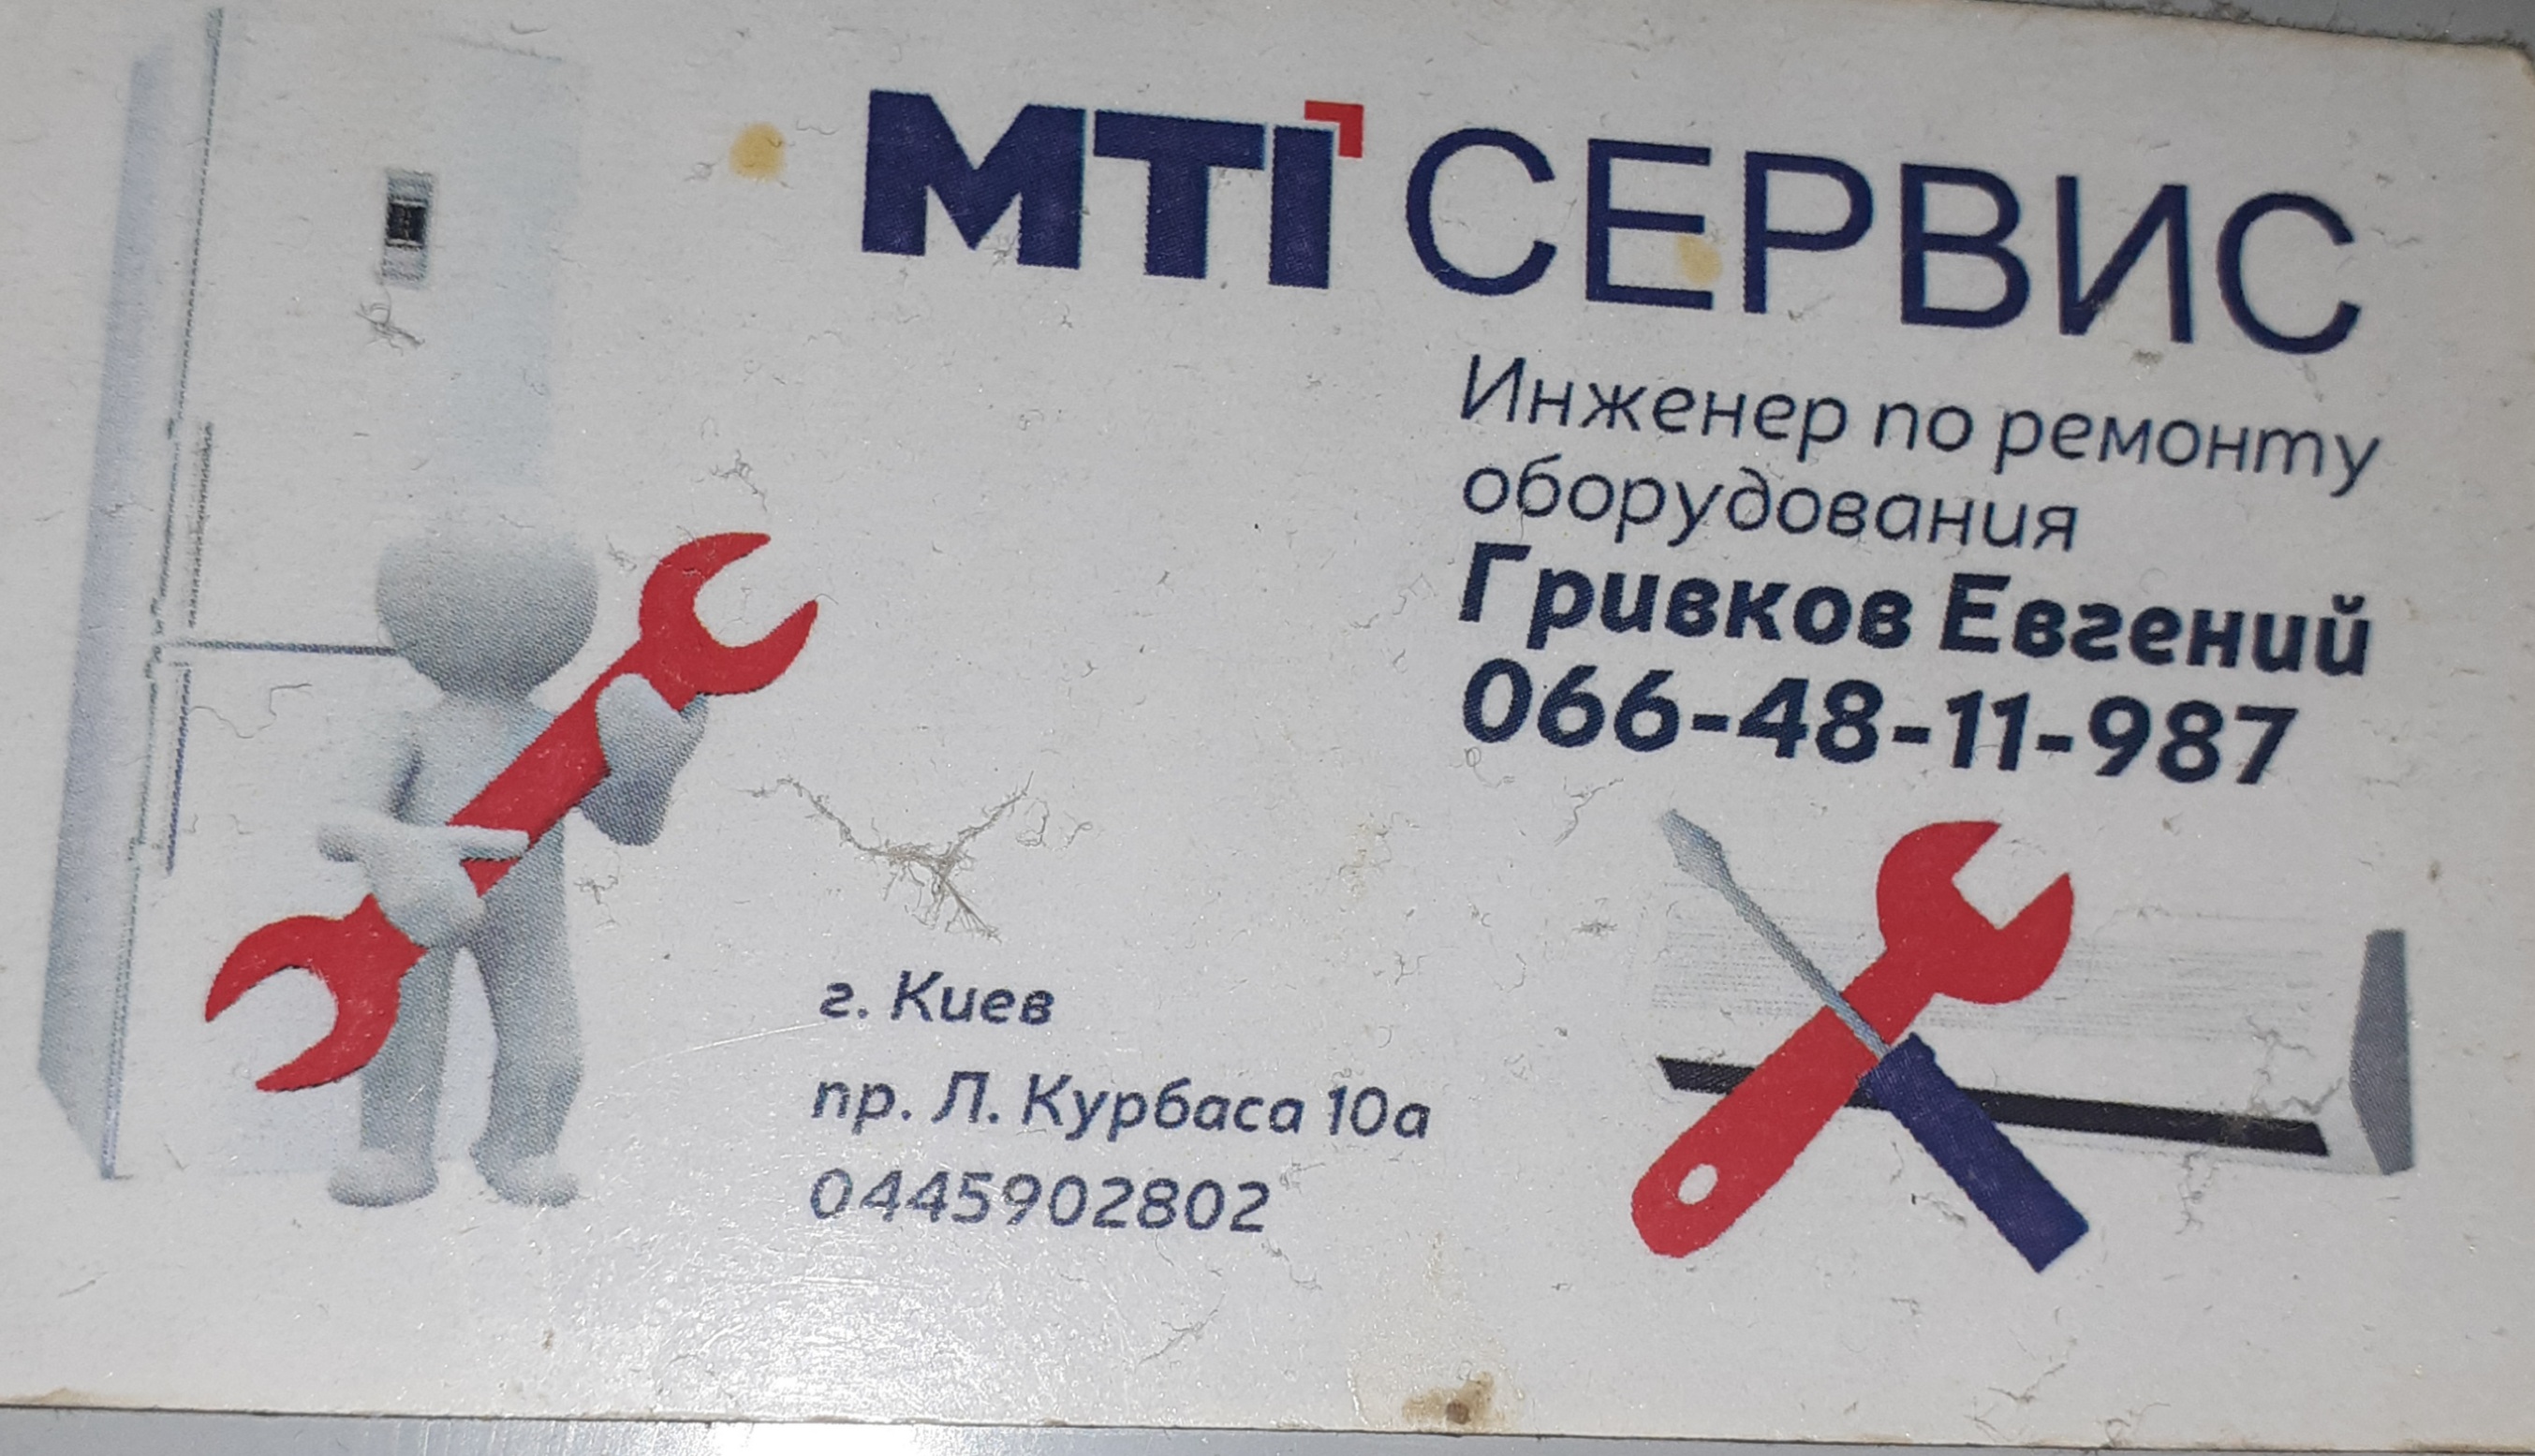 MTI СЕРВИС
Инженер по ремонту
оборудования
Гривков Евгений
066-48-11-987
г. Киев
пр. Л. Курбаса 10а
0445902802